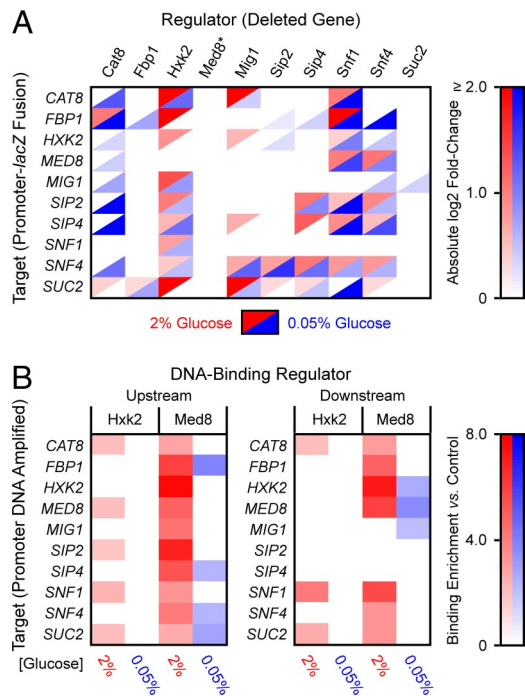 A
Regulator (Deleted Gene)
Cat8 Fbp1 Hxk2 Med8* Mig1 Sip2 Sip4 Snf1 Snf4 Suc2
Target (Promoter-lacZ Fusion)
CAT8
FBP1
HXK2
MED8
MIG1
SIP2
SIP4
SNF1
SNF4
SUC2
≥ 2.0
1.0
0
Absolute log2 Fold-Change
2% Glucose 0.05% Glucose
B
DNA-Binding Regulator
Upstream Downstream
Hxk2 Med8 Hxk2 Med8
Target (Promoter DNA Amplified)
CAT8 CAT8
FBP1 FBP1
HXK2 HXK2
MED8 MED8
MIG1 MIG1
SIP2 SIP2
SIP4 SIP4
SNF1 SNF1
SNF4 SNF4
SUC2 SUC2
8.0
4.0
0
Binding Enrichment vs. Control
[Glucose] 2% 0.05% 2% 0.05% 2% 0.05% 2% 0.05%